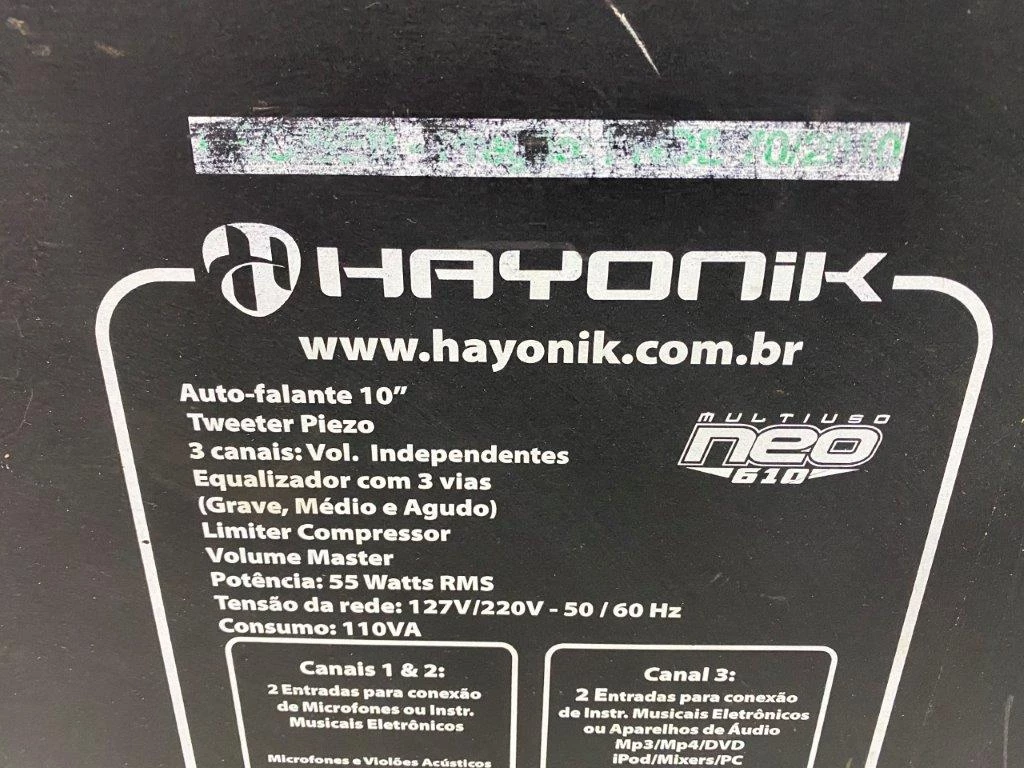 70/2010
HAYONiK
www.hayonik.com.br
Auto-falante 10”
Tweeter Piezo
3 canais: Vol. Independentes
Equalizador com 3 vias
(Grave, Médio e Agudo)
Limiter Compressor
Volume Master
Potência: 55 Watts RMS
Tensão da rede: 127V/220V - 50 / 60 Hz
Consumo: 110VA
MULTIUSO
neo
610
Canais 1 & 2:
2 Entradas para conexão
de Microfones ou Instr.
Musicais Eletrônicos
Microfones e Violões Acústicos
Canal 3:
2 Entradas para conexão
de Instr. Musicais Eletrônicos
ou Aparelhos de Áudio
Mp3/Mp4/DVD
iPod/Mixers/PC